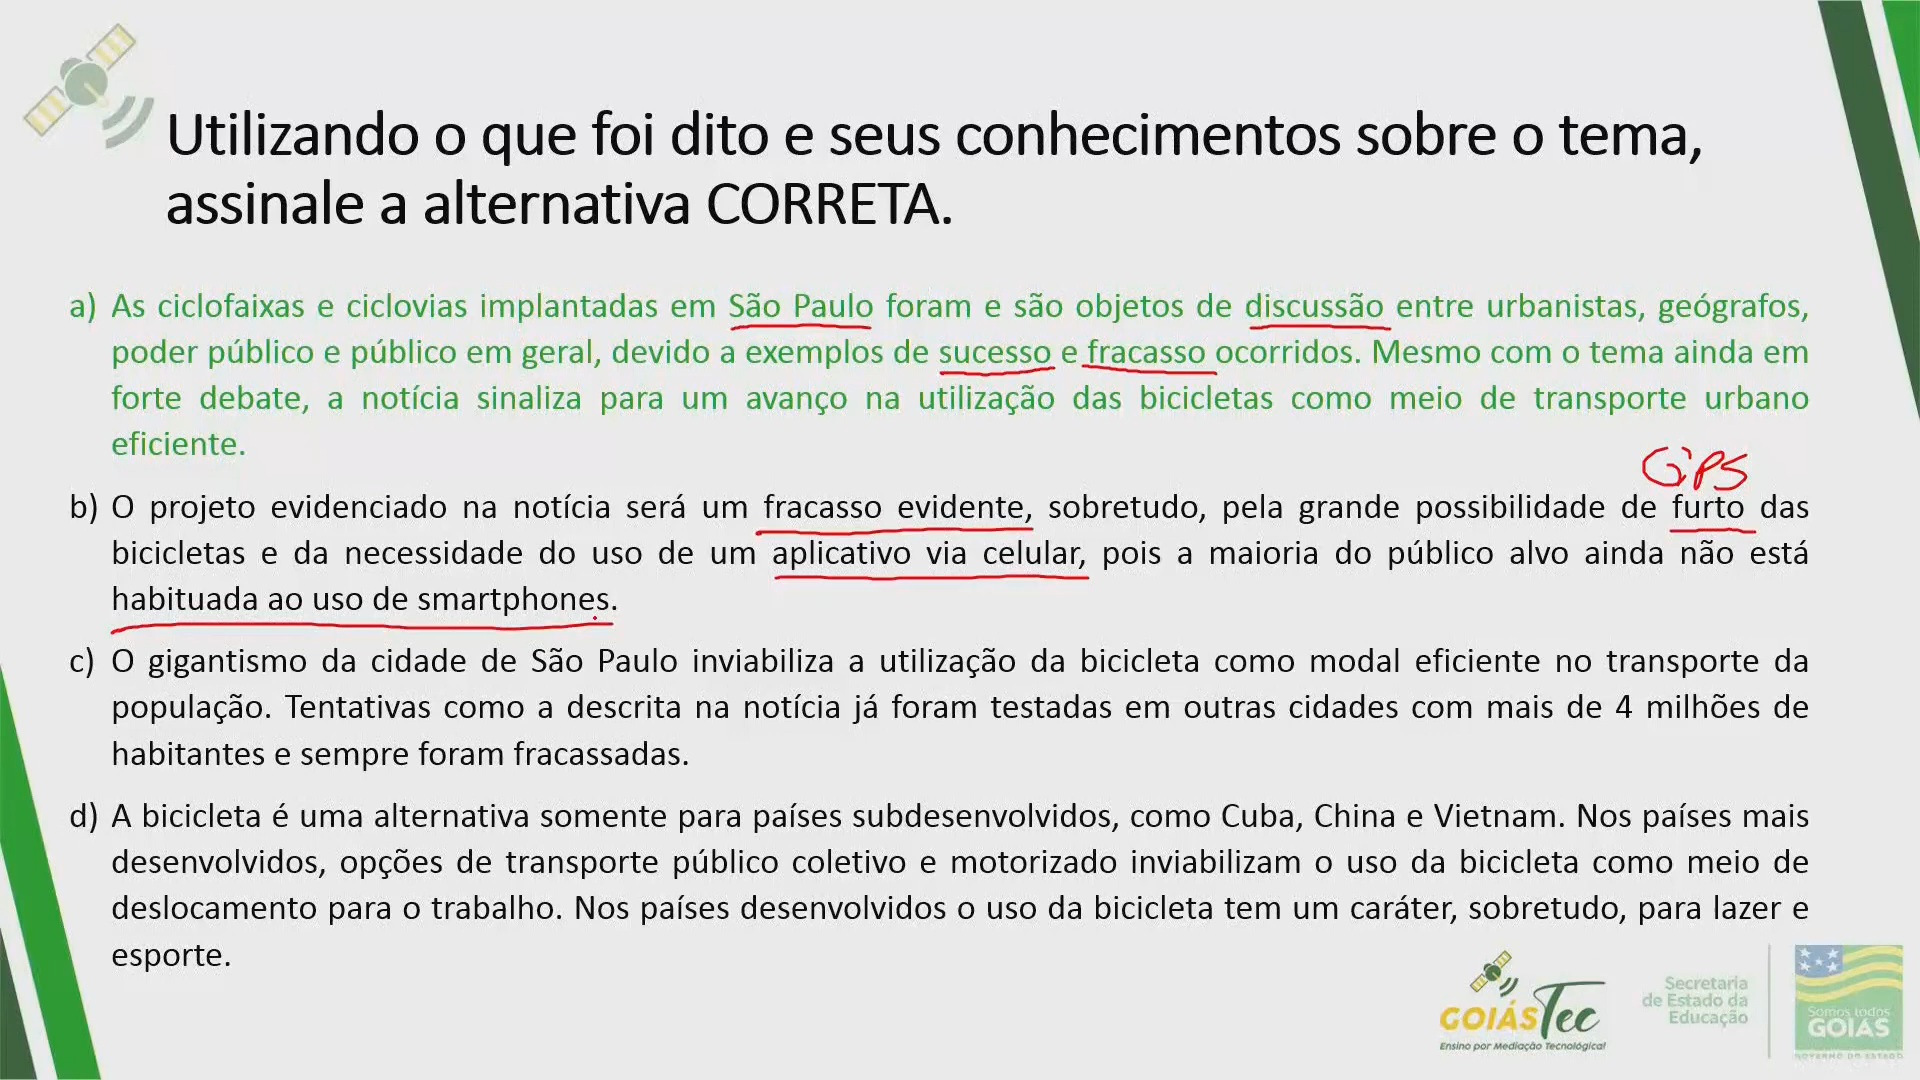 Utilizando o que foi dito e seus conhecimentos sobre o tema,
assinale a alternativa CORRETA.
a) As ciclofaixas e ciclovias implantadas em São Paulo foram e são objetos de discussão entre urbanistas, geógrafos,
poder público e público em geral, devido a exemplos de sucesso e fracasso ocorridos. Mesmo com o tema ainda em
forte debate, a notícia sinaliza para um avanço na utilização das bicicletas como meio de transporte urbano
eficiente.
GPS
b) O projeto evidenciado na notícia será um fracasso evidente, sobretudo, pela grande possibilidade de furto das
bicicletas e da necessidade do uso de um aplicativo via celular, pois a maioria do público alvo ainda não está
habituada ao uso de smartphones.
c) O gigantismo da cidade de São Paulo inviabiliza a utilização da bicicleta como modal eficiente no transporte da
população. Tentativas como a descrita na notícia já foram testadas em outras cidades com mais de 4 milhões de
habitantes e sempre foram fracassadas.
d) A bicicleta é uma alternativa somente para países subdesenvolvidos, como Cuba, China e Vietnam. Nos países mais
desenvolvidos, opções de transporte público coletivo e motorizado inviabilizam o uso da bicicleta como meio de
deslocamento para o trabalho. Nos países desenvolvidos o uso da bicicleta tem um caráter, sobretudo, para lazer e
esporte.
GOIÁSTec
Ensino por Mediação Tecnológica!
Secretaria
de Estado da
Educação
Somos todos
GOIÁS
GOVERNO DO ESTADO